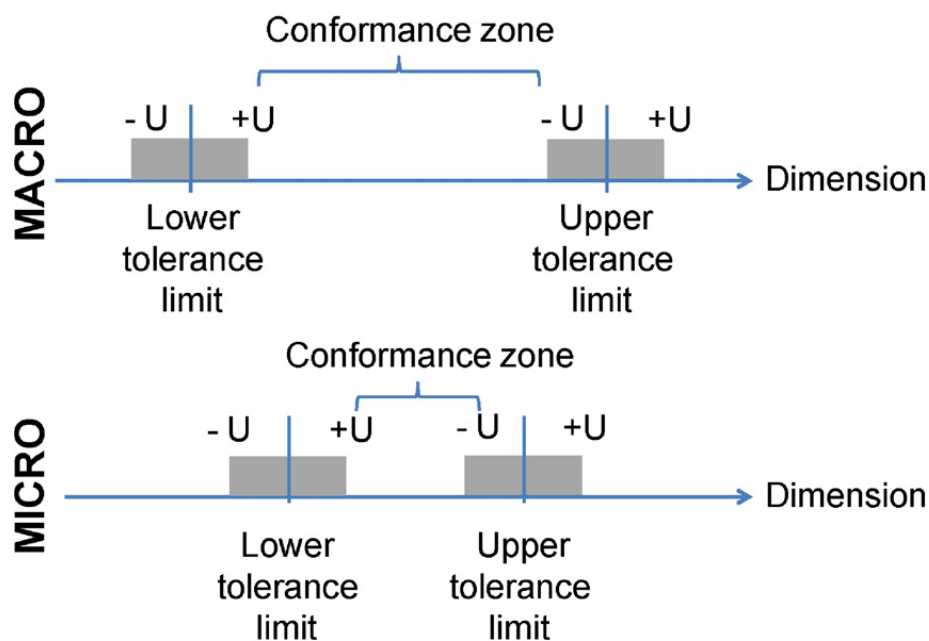 Conformance zone
MACRO
- U +U - U +U
Dimension
Lower
tolerance
limit
Upper
tolerance
limit
Conformance zone
MICRO
- U +U - U +U
Dimension
Lower
tolerance
limit
Upper
tolerance
limit